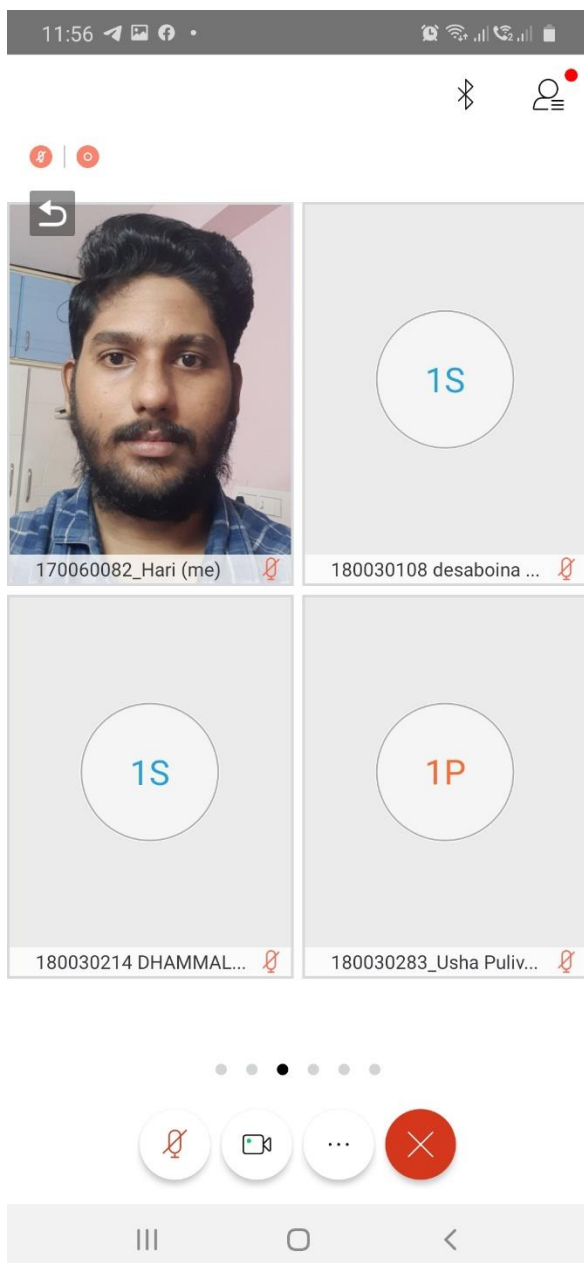 11:56
170060082_Hari (me)
1S
180030108 desaboina ...
1S
180030214 DHAMMAL...
1P
180030283_Usha Puliv...